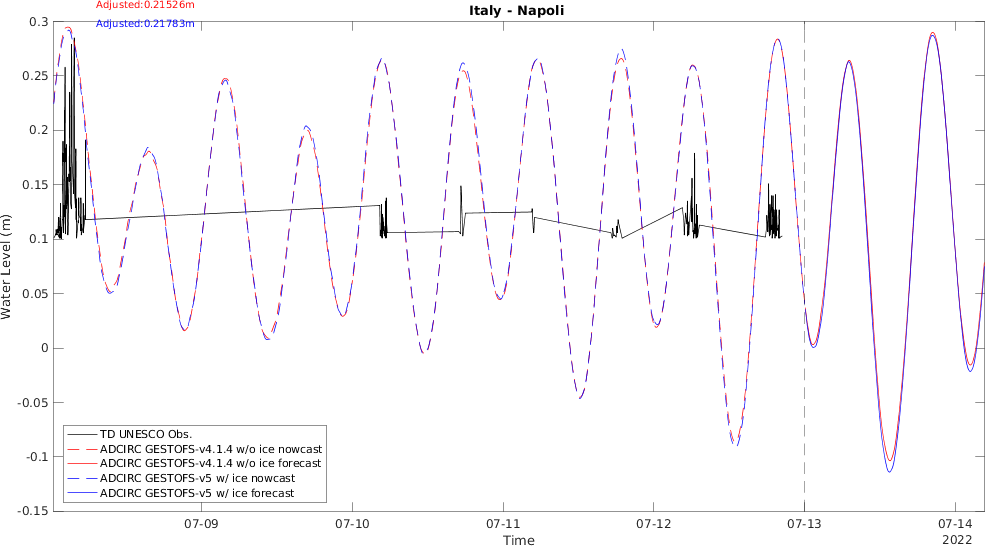 Adjusted:0.21526m
Italy - Napoli
Adjusted:0.21783m
0.3
0.25
0.2
0.15
0.1
0.05
0
-0.05
-0.1
-0.15
Water Level (m)
TD UNESCO Obs.
ADCIRC GESTOFS-v4.1.4 w/o ice nowcast
ADCIRC GESTOFS-v4.1.4 w/o ice forecast
ADCIRC GESTOFS-v5 w/ ice nowcast
ADCIRC GESTOFS-v5 w/ ice forecast
07-09
07-10
07-11
07-12
07-13
07-14
Time
2022